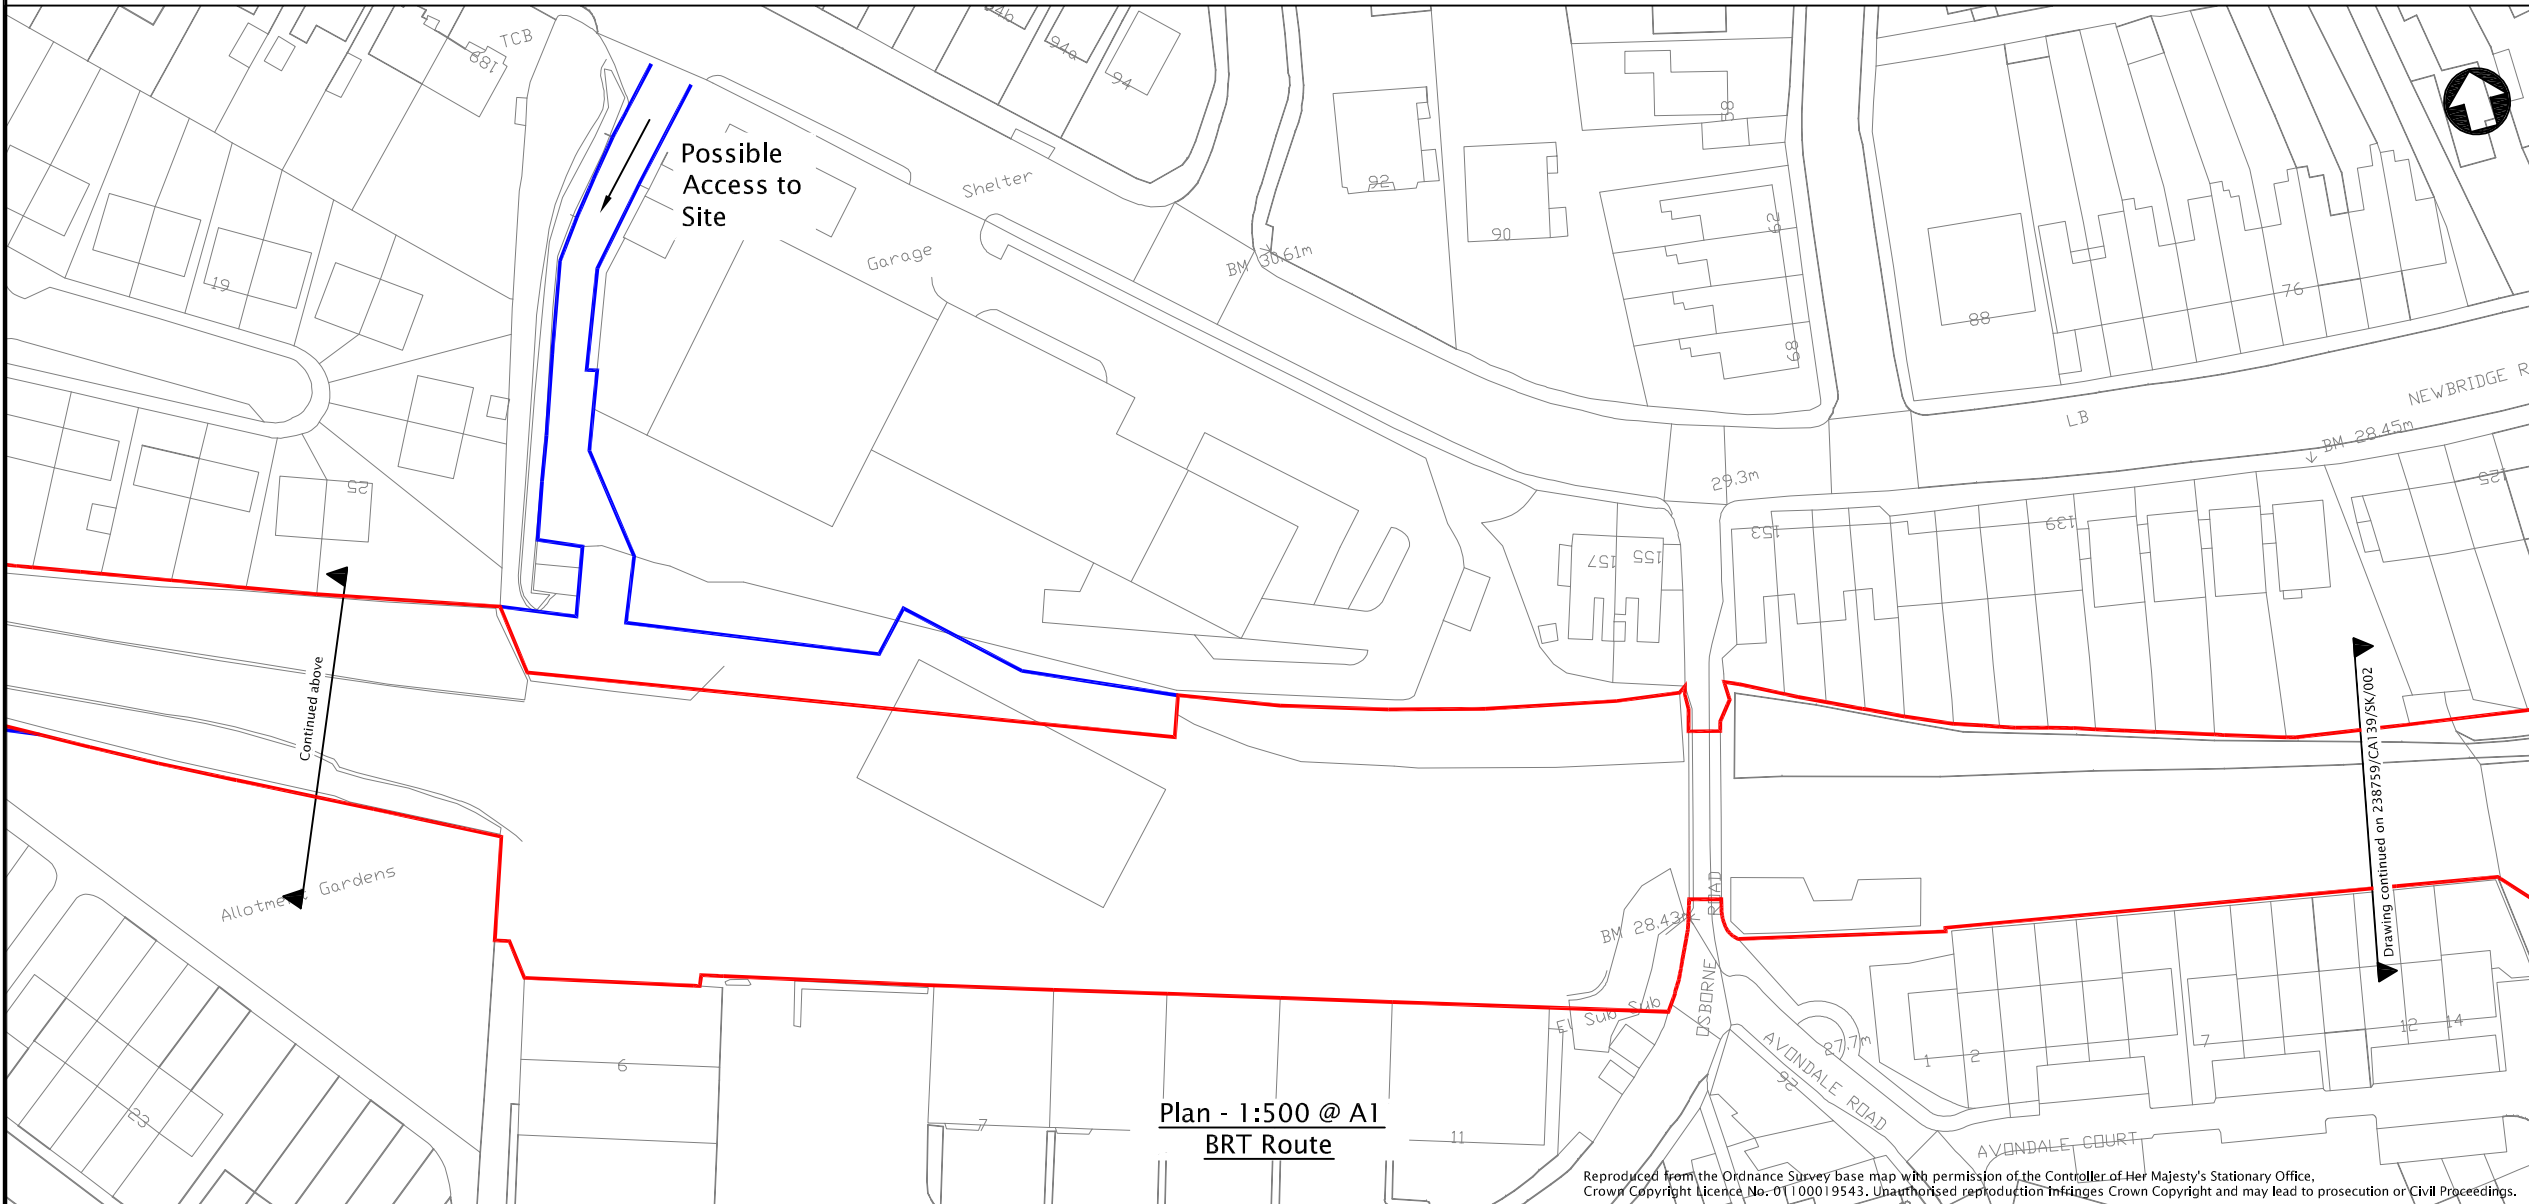 94b
TCB
189
94a
94
58
Possible
Access to
Site
Shelter
92
62
90
Garage
BM 30.61m
19
76
88
68
NEWBRIDGE R
LB
BM 28.45m
29.3m
125
25
153
139
157
155
Continued above
Drawing continued on 238759/CA139/SK/002
Allotment Gardens
BM 28.43m
OSBORNE ROAD
El Sub Sta
AVONDALE ROAD
27.7m
12
14
7
1
2
6
92
23
Plan - 1:500 @ A1
BRT Route
7
11
AVONDALE COURT
Reproduced from the Ordnance Survey base map with permission of the Controller of Her Majesty's Stationary Office,
Crown Copyright Licence No. 01100019543. Unauthorised reproduction Infringes Crown Copyright and may lead to prosecution or Civil Proceedings.